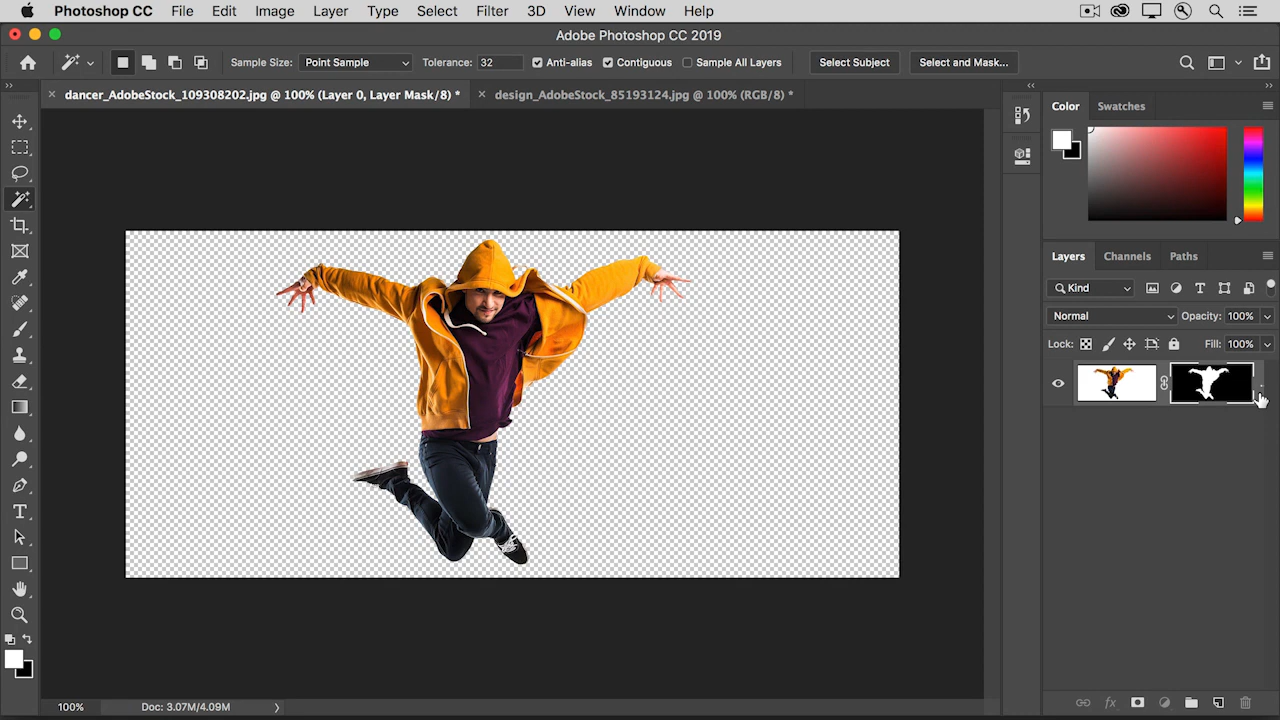 Photoshop CC File Edit Image Layer Type Select Filter 3D View Window Help
Adobe Photoshop CC 2019
Sample Size: Point Sample Tolerance: 32 Anti-alias Contiguous Sample All Layers Select Subject Select and Mask...
dancer_AdobeStock_109308202.jpg @ 100% (Layer 0, Layer Mask/8) * design_AdobeStock_85193124.jpg @ 100% (RGB/8) *
Color Swatches
Layers Channels Paths
Kind
Normal Opacity: 100%
Lock: Fill: 100%
100% Doc: 3.07M/4.09M